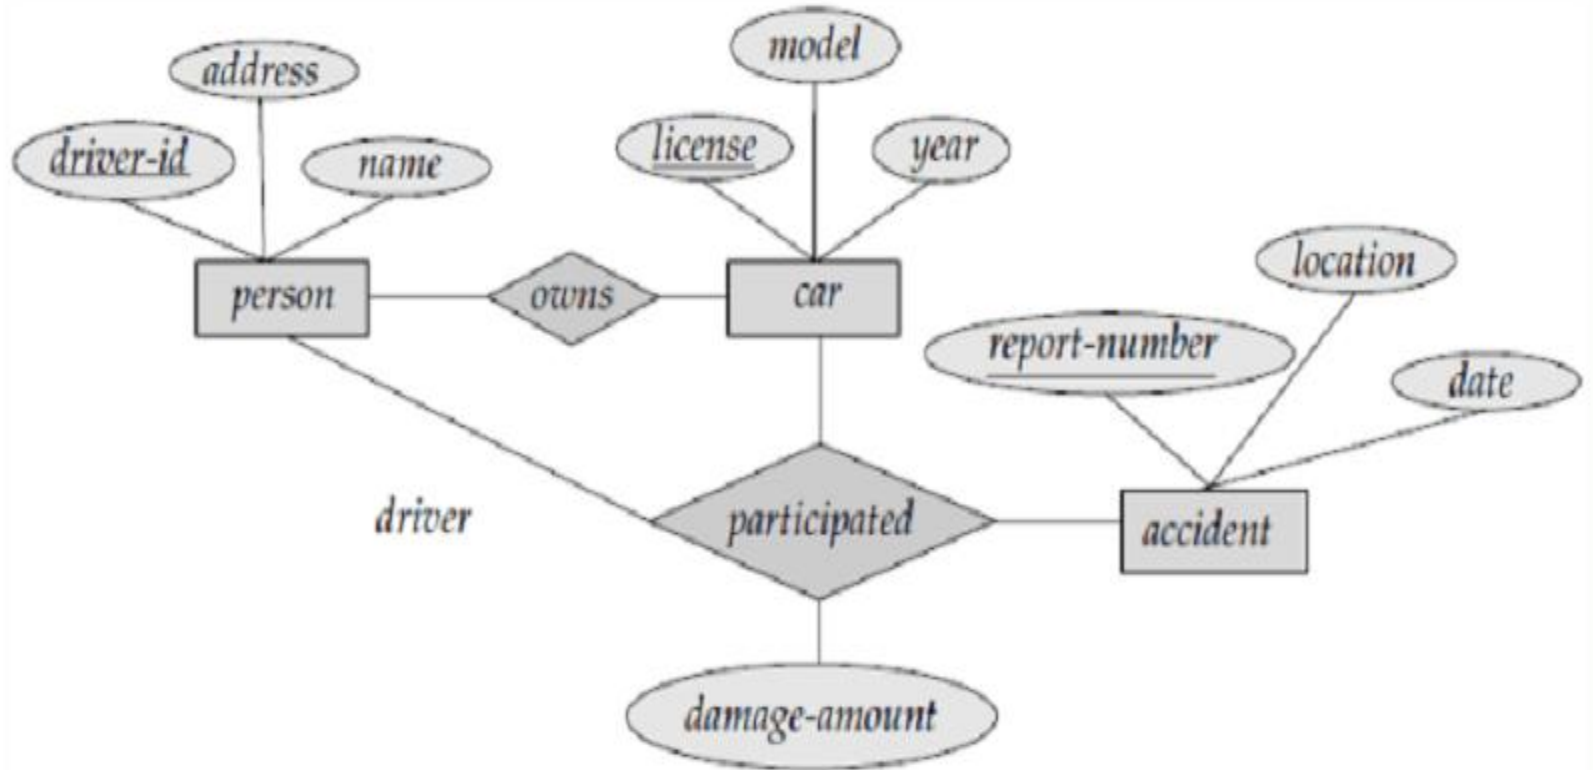 model
address
license
year
driver-id
name
location
person
owns
car
report-number
date
driver
participated
accident
damage-amount